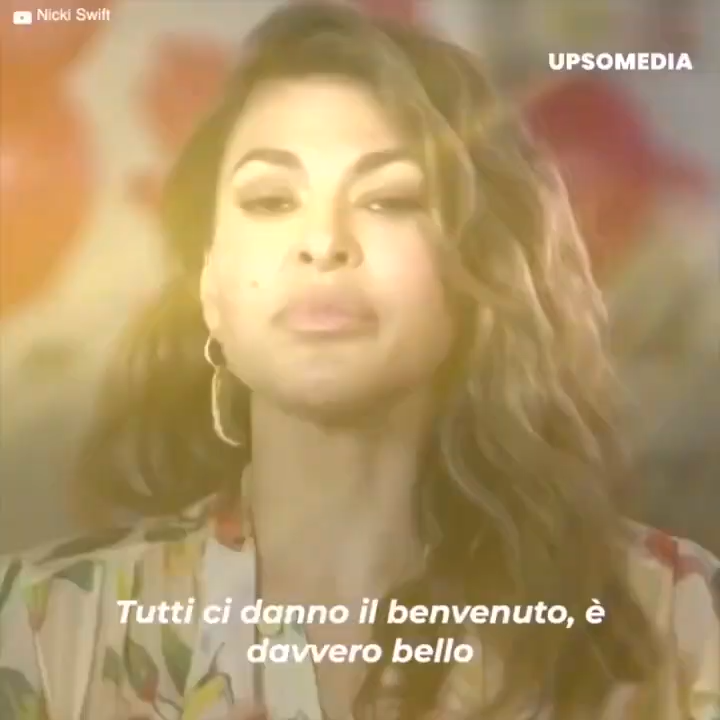 Nicki Swift
UPSOMEDIA
Tutti ci danno il benvenuto, è
davvero bello